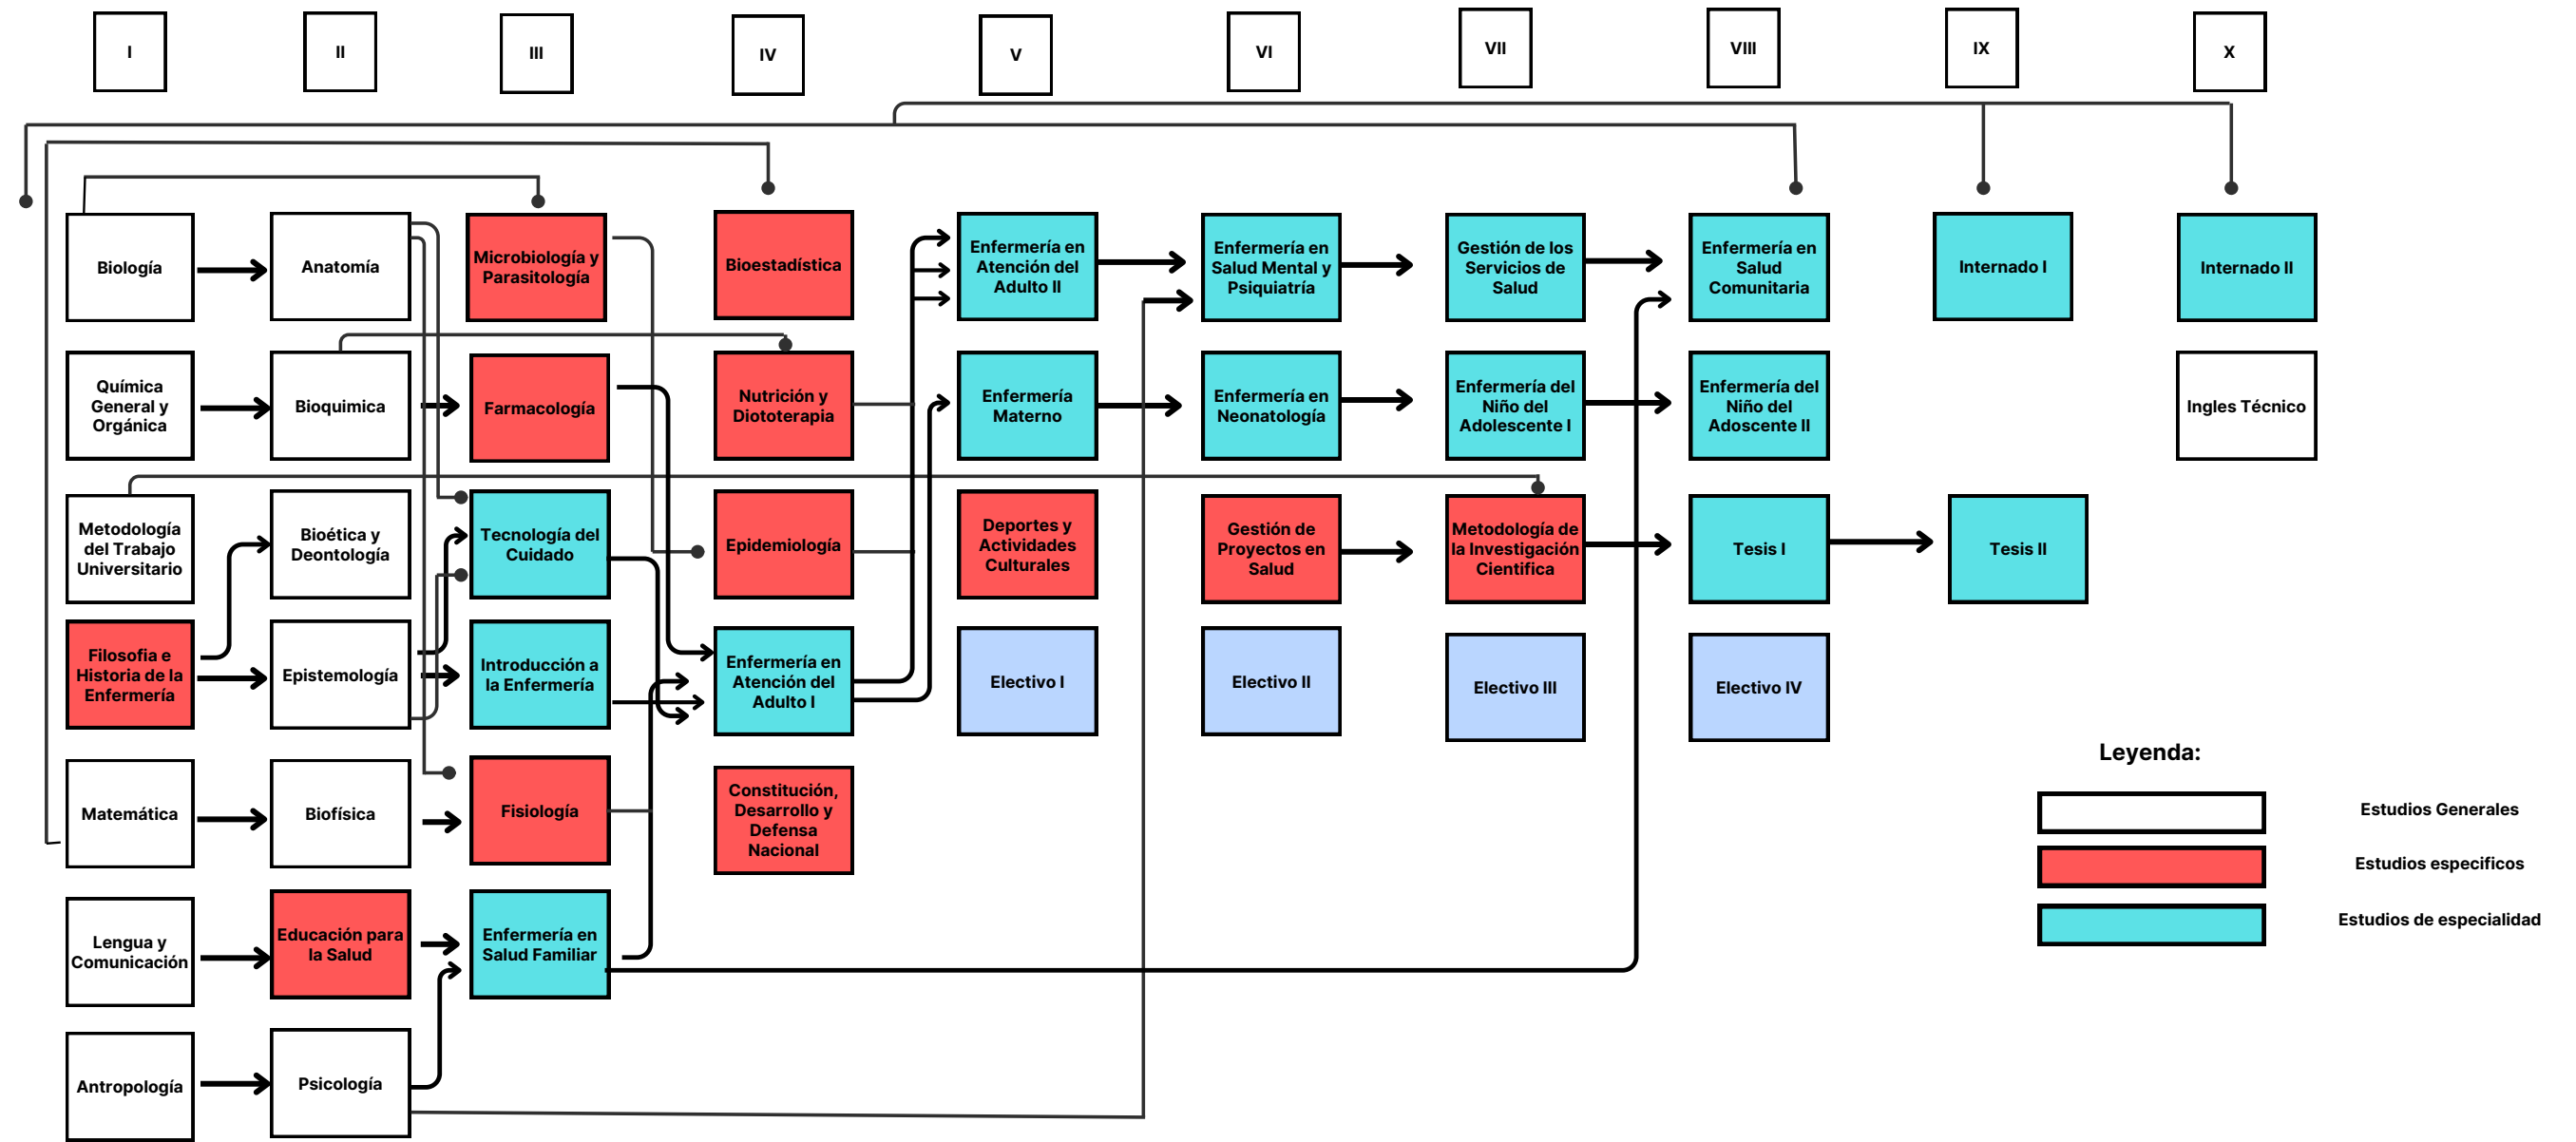 I
II
III
IV
V
VI
VII
VIII
IX
X
Biología
Anatomía
Microbiología y
Parasitología
Bioestadística
Enfermería en
Atención del
Adulto II
Enfermería en
Salud Mental y
Psiquiatría
Gestión de los
Servicios de
Salud
Enfermería en
Salud
Comunitaria
Internado I
Internado II
Química
General y
Orgánica
Bioquimica
Farmacología
Nutrición y
Diototerapia
Enfermería
Materno
Enfermería en
Neonatología
Enfermería del
Niño del
Adolescente I
Enfermería del
Niño del
Adoscente II
Ingles Técnico
Metodología
del Trabajo
Universitario
Bioética y
Deontología
Tecnología del
Cuidado
Epidemiología
Deportes y
Actividades
Culturales
Gestión de
Proyectos en
Salud
Metodología de
la Investigación
Cientifica
Tesis I
Tesis II
Filosofia e
Historia de la
Enfermería
Epistemología
Introducción a
la Enfermería
Enfermería en
Atención del
Adulto I
Electivo I
Electivo II
Electivo III
Electivo IV
Matemática
Biofísica
Fisiología
Constitución,
Desarrollo y
Defensa
Nacional
Lengua y
Comunicación
Educación para
la Salud
Enfermería en
Salud Familiar
Antropología
Psicología
Leyenda:
Estudios Generales
Estudios especificos
Estudios de especialidad